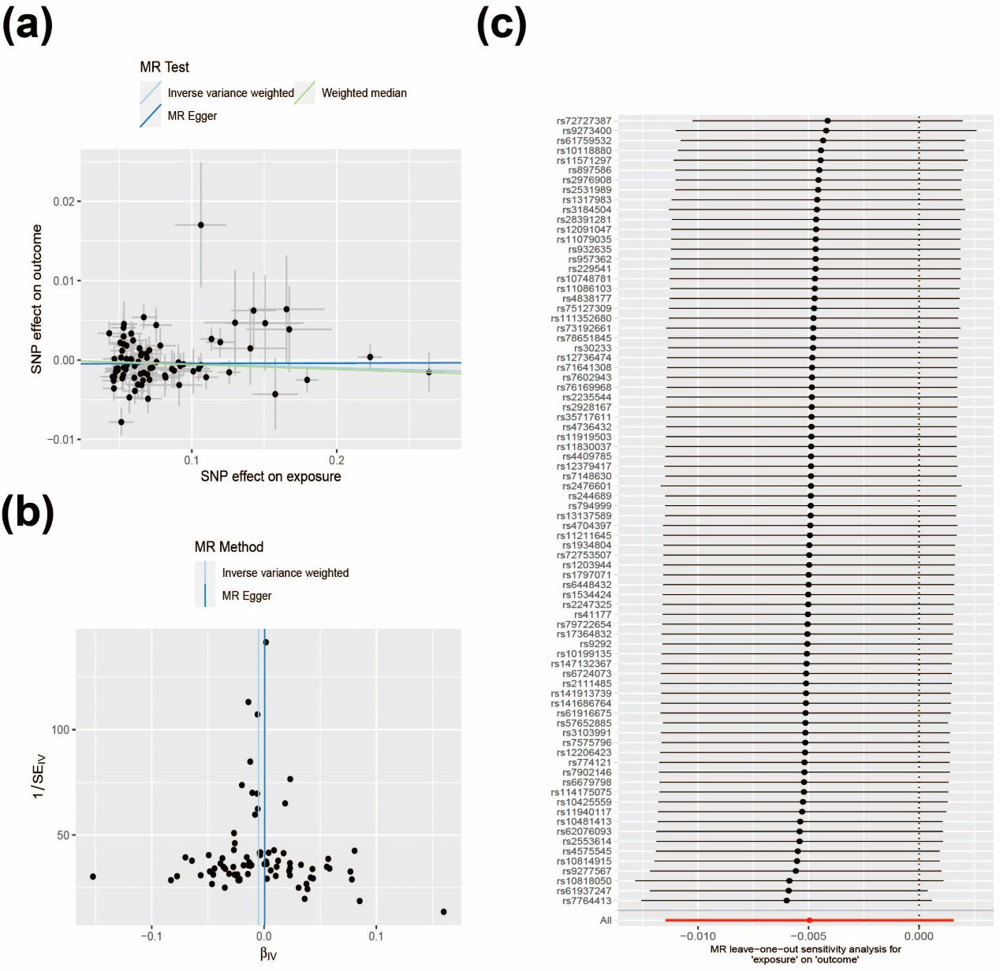 (a)
MR Test
Inverse variance weighted
Weighted median
MR Egger
SNP effect on outcome
0.02
0.01
0.00
−0.01
0.1
0.2
SNP effect on exposure
(b)
MR Method
Inverse variance weighted
MR Egger
1/SEIV
100
50
−0.1
0.0
0.1
βIV
(c)
rs72727387
rs9273400
rs61759532
rs10118880
rs11571297
rs897586
rs2976908
rs2531989
rs1317983
rs3184504
rs28391281
rs12091047
rs11079035
rs932635
rs957362
rs229541
rs10748781
rs11086103
rs4838177
rs75127309
rs111352680
rs73192661
rs78651845
rs30233
rs12736474
rs71641308
rs7602943
rs76169968
rs2235544
rs2928167
rs35717611
rs4736432
rs11919503
rs11830037
rs4409785
rs12379417
rs7148630
rs2476601
rs244689
rs794999
rs13137589
rs4704397
rs11211645
rs1934804
rs72753507
rs1203944
rs1797071
rs6448432
rs1534424
rs2247325
rs41177
rs79722654
rs17364832
rs9292
rs10199135
rs147132367
rs6724073
rs2111485
rs141913739
rs141686764
rs61916675
rs57652885
rs3103991
rs7575796
rs12206423
rs774121
rs7902146
rs6679798
rs114175075
rs10425559
rs11940117
rs10481413
rs62076093
rs2553614
rs4575545
rs10814915
rs9277567
rs10818050
rs61937247
rs7764413
All
−0.010
−0.005
0.000
MR leave−one−out sensitivity analysis for
'exposure' on 'outcome'